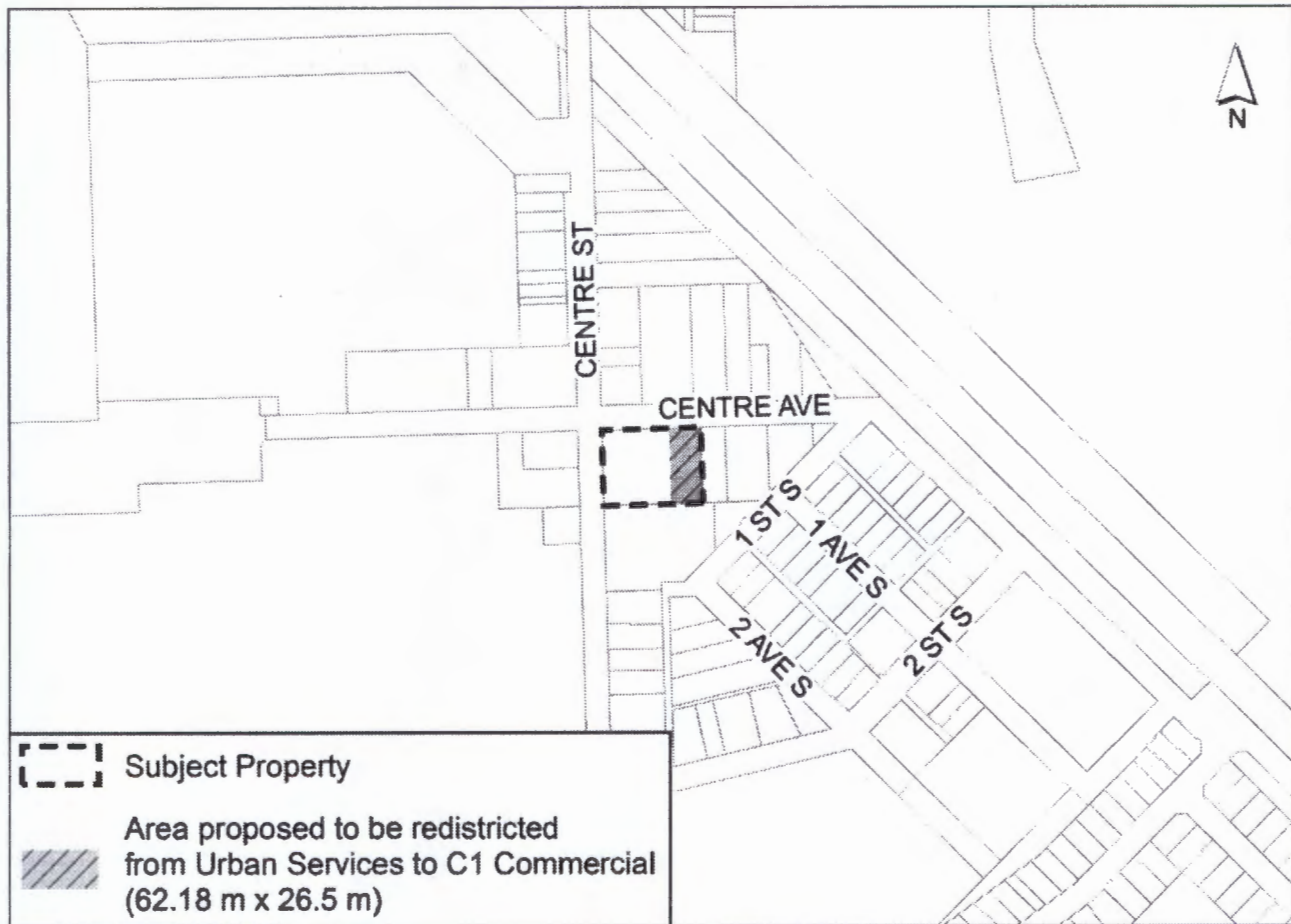 N
CENTRE ST
CENTRE AVE
1 ST S
1 AVE S
2 AVE S
2 ST S
Subject Property
Area proposed to be redistricted
from Urban Services to C1 Commercial
(62.18 m x 26.5 m)